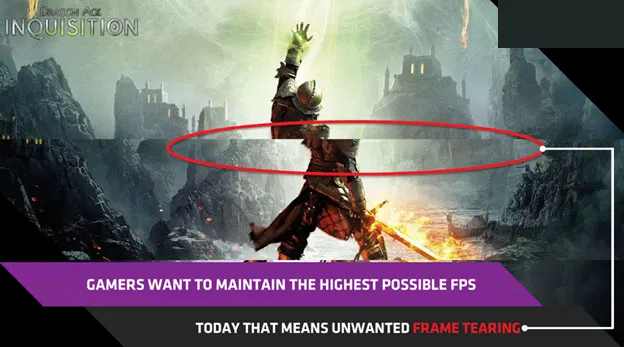 DRAGON AGE
INQUISITION
GAMERS WANT TO MAINTAIN THE HIGHEST POSSIBLE FPS
TODAY THAT MEANS UNWANTED FRAME TEARING